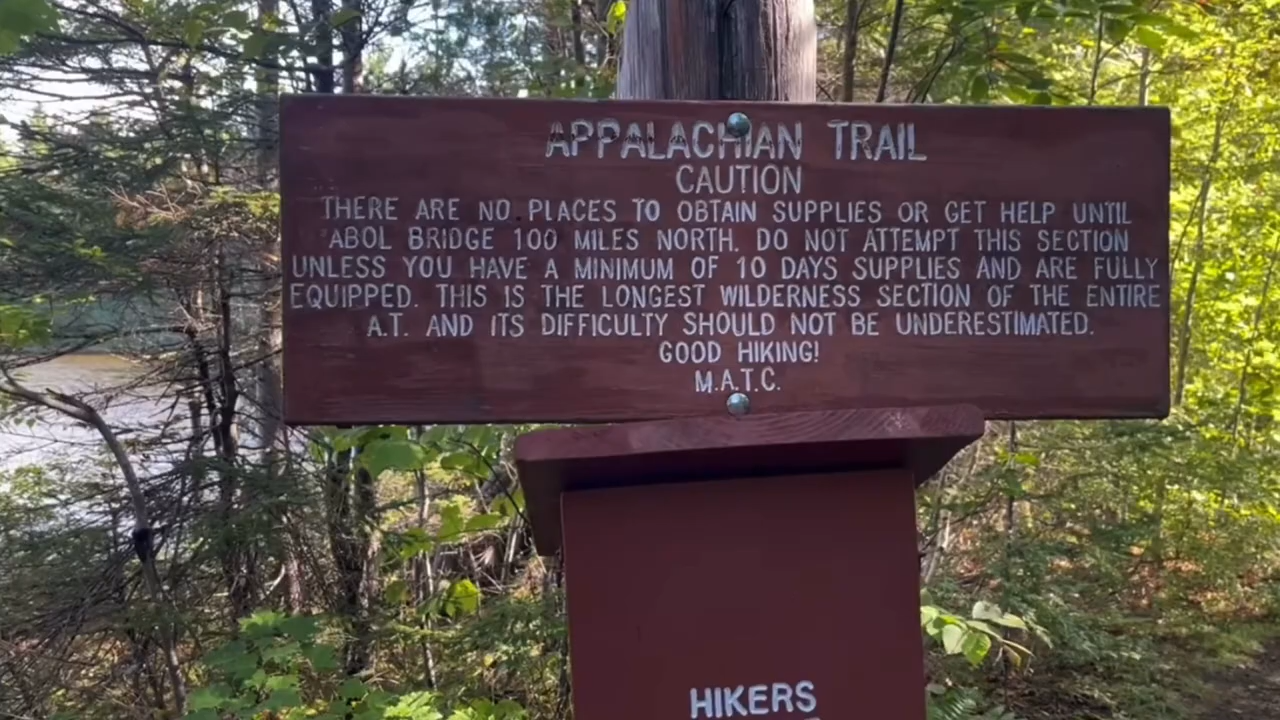 APPALACHIAN TRAIL
CAUTION
THERE ARE NO PLACES TO OBTAIN SUPPLIES OR GET HELP UNTIL
ABOL BRIDGE 100 MILES NORTH. DO NOT ATTEMPT THIS SECTION
UNLESS YOU HAVE A MINIMUM OF 10 DAYS SUPPLIES AND ARE FULLY
EQUIPPED. THIS IS THE LONGEST WILDERNESS SECTION OF THE ENTIRE
A.T. AND ITS DIFFICULTY SHOULD NOT BE UNDERESTIMATED.
GOOD HIKING!
M.A.T.C.
HIKERS